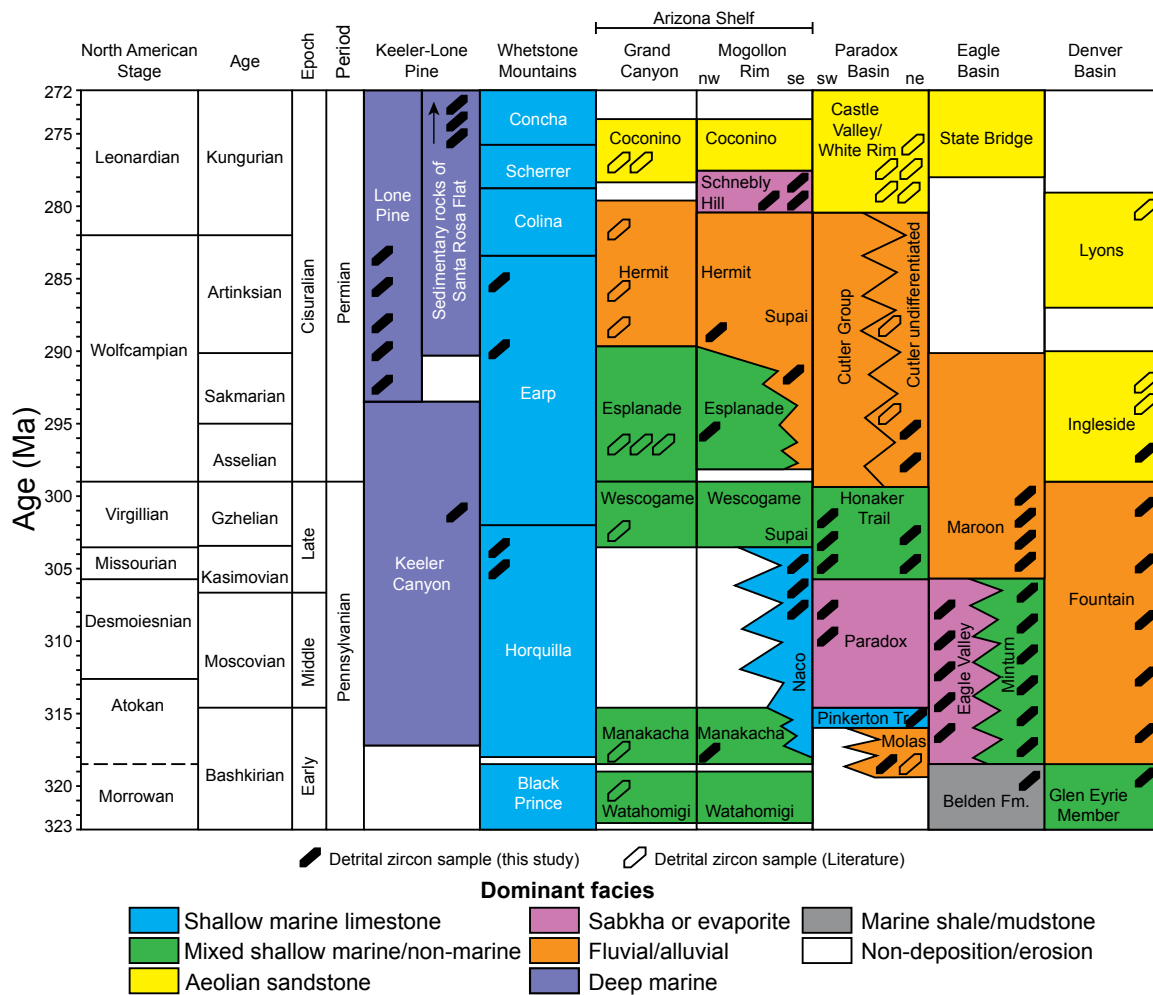 Arizona Shelf
North American
Stage
Age
Epoch
Period
Keeler-Lone
Pine
Whetstone
Mountains
Grand
Canyon
Mogollon
Rim
nw
se
Paradox
Basin
sw
ne
Eagle
Basin
Denver
Basin
Age (Ma)
272
275
280
285
290
295
300
305
310
315
320
323
Leonardian
Wolfcampian
Virgillian
Missourian
Desmoiesnian
Atokan
Morrowan
Kungurian
Artinksian
Sakmarian
Asselian
Gzhelian
Kasimovian
Moscovian
Bashkirian
Cisuralian
Late
Middle
Early
Permian
Pennsylvanian
Lone
Pine
Sedimentary rocks of
Santa Rosa Flat
Keeler
Canyon
Concha
Scherrer
Colina
Earp
Horquilla
Black
Prince
Coconino
Hermit
Esplanade
Wescogame
Manakacha
Watahomigi
Coconino
Schnebly
Hill
Hermit
Supai
Esplanade
Wescogame
Supai
Naco
Manakacha
Watahomigi
Castle
Valley/
White Rim
Cutler Group
Cutler undifferentiated
Honaker
Trail
Paradox
Pinkerton Tr.
Molas
State Bridge
Maroon
Eagle Valley
Minturn
Belden Fm.
Lyons
Ingleside
Fountain
Glen Eyrie
Member
Detrital zircon sample (this study)
Detrital zircon sample (Literature)
Dominant facies
Shallow marine limestone
Mixed shallow marine/non-marine
Aeolian sandstone
Sabkha or evaporite
Fluvial/alluvial
Deep marine
Marine shale/mudstone
Non-deposition/erosion